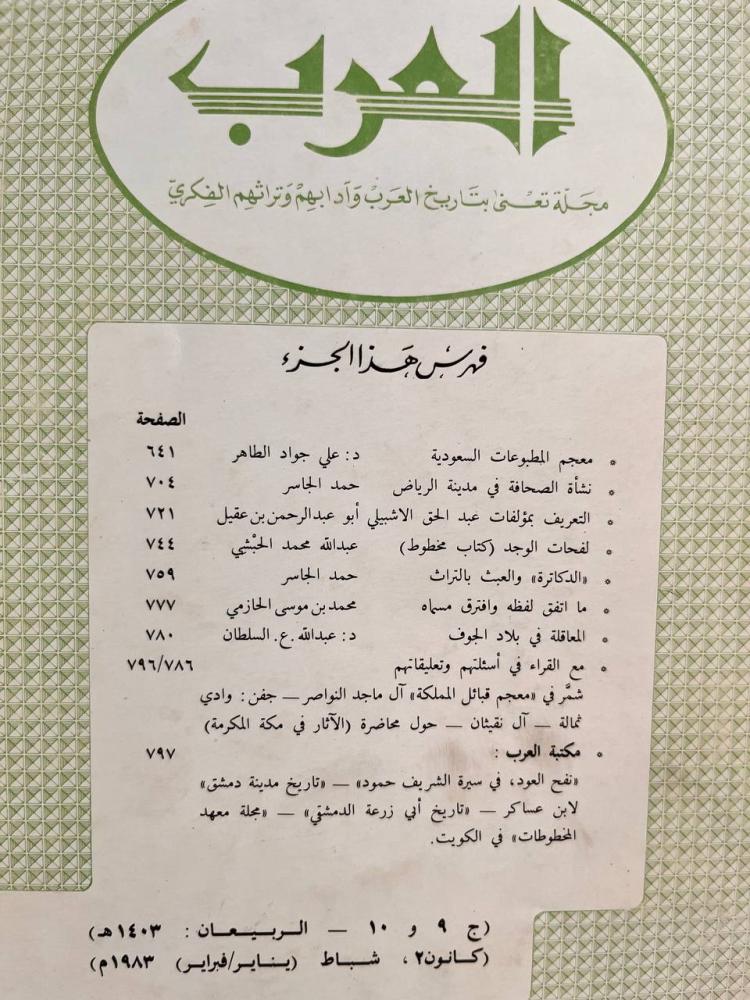 العرب
مجلة تعنى بتاريخ العرب وآدابهم وتراثهم الفكري
فهرس هذا الجزء
الصفحة
* معجم المطبوعات السعودية د: علي جواد الطاهر ٦٤١
* نشأة الصحافة في مدينة الرياض حمد الجاسر ٧٠٤
* التعريف بمؤلفات عبد الحق الاشبيلي أبو عبدالرحمن بن عقيل ٧٢١
* لفحات الوجد (كتاب مخطوط) عبدالله محمد الحبْشِي ٧٤٤
* «الدكاترة» والعبث بالتراث حمد الجاسر ٧٥٩
* ما اتفق لفظه وافترق مسماه محمد بن موسى الحازمي ٧٧٧
* المعاقلة في بلاد الجوف د: عبدالله .ع. السلطان ٧٨٠
* مع القراء في أسئلتهم وتعليقاتهم ٧٩٦/٧٨٦
شمَّر في «معجم قبائل المملكة» آل ماجد النواصر — جفن: وادي
ثمالة — آل نقيثان — حول محاضرة (الآثار في مكة المكرمة)
* مكتبة العرب : ٧٩٧
«نفح العود، في سيرة الشريف حمود» — «تاريخ مدينة دمشق»
لابن عساكر — «تاريخ أبي زرعة الدمشقي» — «مجلة معهد
المخطوطات» في الكويت.
(ج ٩ و ١٠ — الربيعان: ١٤٠٣هـ)
(كانون٢، شباط (يناير/فبراير) ١٩٨٣م)